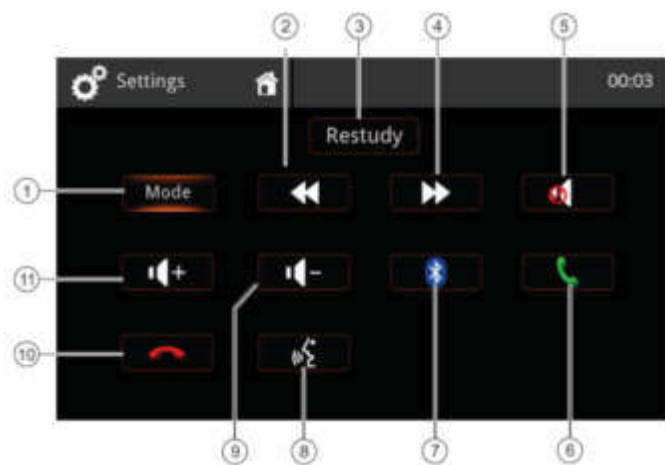 ② ③ ④ ⑤
Settings 00:03
Restudy
① Mode
⑪ + -
⑩
⑨ ⑧ ⑦ ⑥